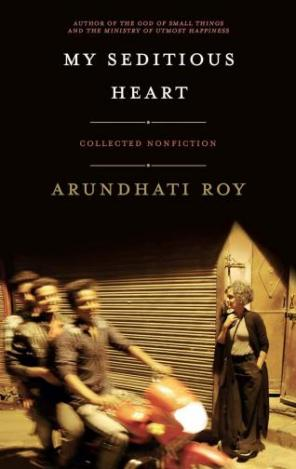 AUTHOR OF THE GOD OF SMALL THINGS
AND THE MINISTRY OF UTMOST HAPPINESS
MY SEDITIOUS
HEART
COLLECTED NONFICTION
ARUNDHATI ROY